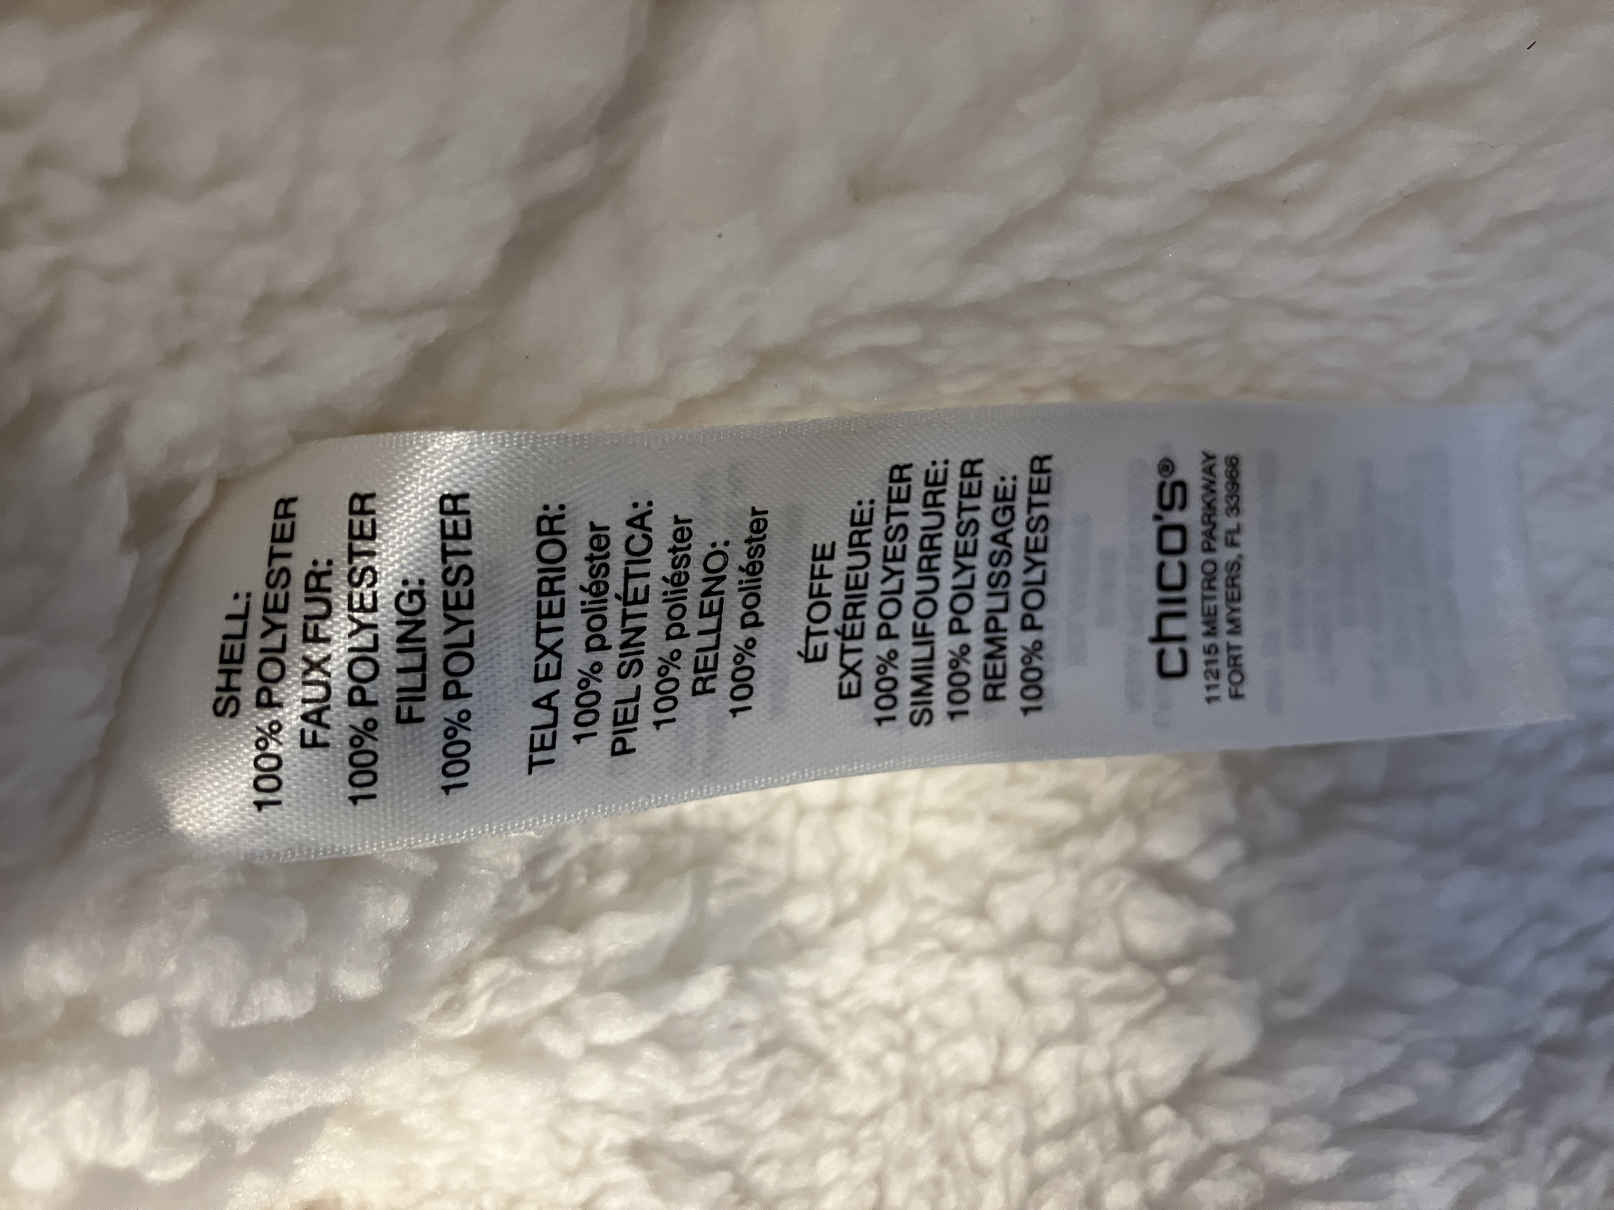 SHELL:
100% POLYESTER
FAUX FUR:
100% POLYESTER
FILLING:
100% POLYESTER
TELA EXTERIOR:
100% poliéster
PIEL SINTÉTICA:
100% poliéster
RELLENO:
100% poliéster
ÉTOFFE
EXTÉRIEURE:
100% POLYESTER
SIMILIFOURRURE:
100% POLYESTER
REMPLISSAGE:
100% POLYESTER
chico's®
11215 METRO PARKWAY
FORT MYERS, FL 33966